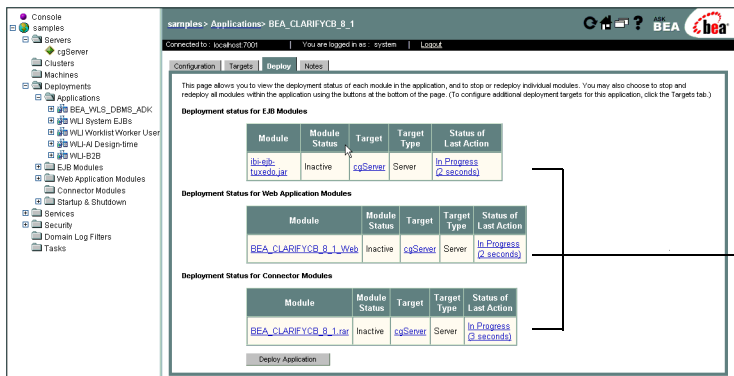 Console
samples
Servers
cgServer
Clusters
Machines
Deployments
Applications
BEA_WLS_DBMS_ADK
WLI System EJBs
WLI Worklist Worker User
WLI-AI Design-time
WLI-B2B
EJB Modules
Web Application Modules
Connector Modules
Startup & Shutdown
Services
Security
Domain Log Filters
Tasks
samples> Applications> BEA_CLARIFYCB_8_1
ASK BEA
bea
Connected to : localhost:7001 | You are logged in as : system | Logout
Configuration Targets Deploy Notes
This page allows you to view the deployment status of each module in the application, and to stop or redeploy individual modules. You may also choose to stop and
redeploy all modules within the application using the buttons at the bottom of the page. (To configure additional deployment targets for this application, click the Targets tab.)
Deployment status for EJB Modules
Module Module Status Target Target Type Status of Last Action
ibi-ejb-tuxedo.jar Inactive cgServer Server In Progress (2 seconds)
Deployment Status for Web Application Modules
Module Module Status Target Target Type Status of Last Action
BEA_CLARIFYCB_8_1_Web Inactive cgServer Server In Progress (2 seconds)
Deployment Status for Connector Modules
Module Module Status Target Target Type Status of Last Action
BEA_CLARIFYCB_8_1.rar Inactive cgServer Server In Progress (3 seconds)
Deploy Application